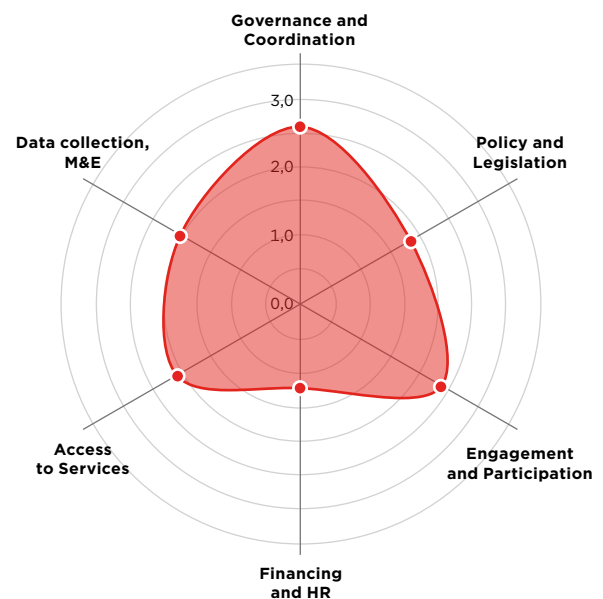 Governance and
Coordination
3,0
Data collection,
M&E
Policy and
Legislation
2,0
1,0
0,0
Access
to Services
Engagement
and Participation
Financing
and HR